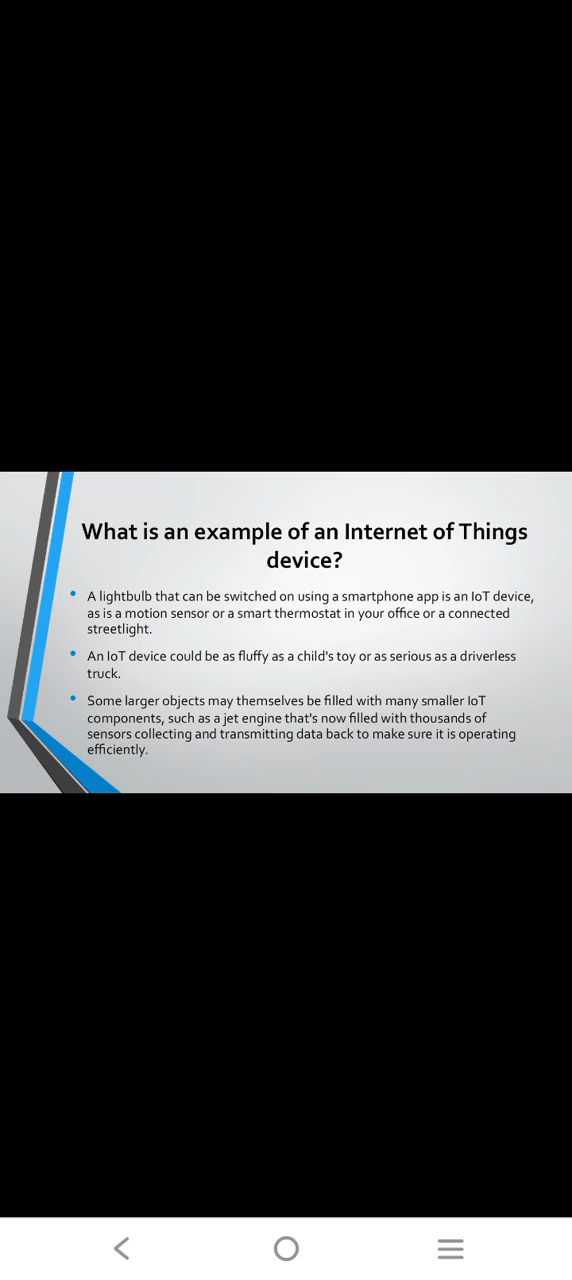 What is an example of an Internet of Things
device?
• A lightbulb that can be switched on using a smartphone app is an IoT device,
as is a motion sensor or a smart thermostat in your office or a connected
streetlight.
• An IoT device could be as fluffy as a child's toy or as serious as a driverless
truck.
• Some larger objects may themselves be filled with many smaller IoT
components, such as a jet engine that's now filled with thousands of
sensors collecting and transmitting data back to make sure it is operating
efficiently.